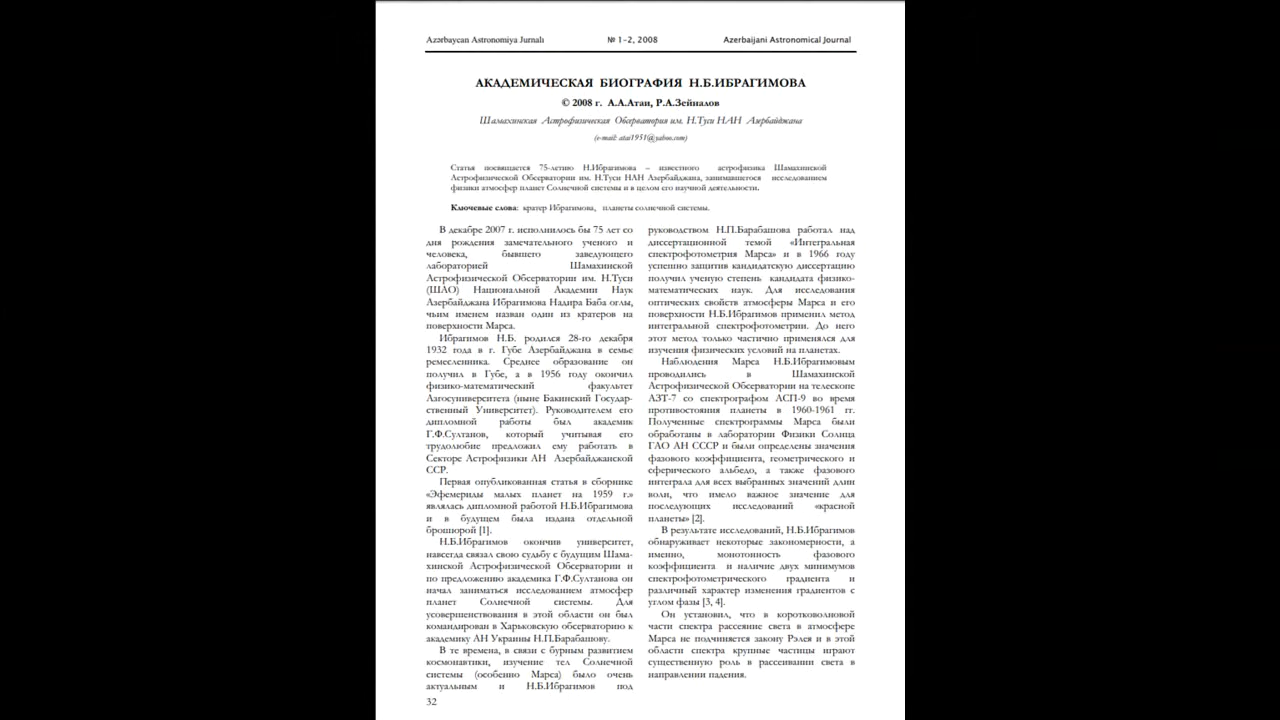 Azərbaycan Astronomiya Jurnalı № 1-2, 2008 Azerbaijani Astronomical Journal
АКАДЕМИЧЕСКАЯ БИОГРАФИЯ Н.Б.ИБРАГИМОВА
© 2008 г. А.А.Атаи, Р.А.Зейналов
Шамахинская Астрофизическая Обсерватория им. Н.Туси НАН Азербайджана
(e-mail: atai1951@yahoo.com)
Статья посвящается 75-летию Н.Ибрагимова – известного астрофизика Шамахинской
Астрофизической Обсерватории им. Н.Туси НАН Азербайджана, занимавшегося исследованием
физики атмосфер планет Солнечной системы и в целом его научной деятельности.
Ключевые слова: кратер Ибрагимова, планеты солнечной системы.
В декабре 2007 г. исполнилось бы 75 лет со
дня рождения замечательного ученого и
человека, бывшего заведующего
лабораторией Шамахинской
Астрофизической Обсерватории им. Н.Туси
(ШАО) Национальной Академии Наук
Азербайджана Ибрагимова Надира Баба оглы,
чьим именем назван один из кратеров на
поверхности Марса.
Ибрагимов Н.Б. родился 28-го декабря
1932 года в г. Губе Азербайджана в семье
ремесленника. Среднее образование он
получил в Губе, а в 1956 году окончил
физико-математический факультет
Азгосуниверситета (ныне Бакинский Государ-
ственный Университет). Руководителем его
дипломной работы был академик
Г.Ф.Султанов, который учитывая его
трудолюбие предложил ему работать в
Секторе Астрофизики АН Азербайджанской
ССР.
Первая опубликованная статья в сборнике
«Эфемериды малых планет на 1959 г.»
являлась дипломной работой Н.Б.Ибрагимова
и в будущем была издана отдельной
брошюрой [1].
Н.Б.Ибрагимов окончив университет,
навсегда связал свою судьбу с будущим Шама-
хинской Астрофизической Обсерватории и
по предложению академика Г.Ф.Султанова он
начал заниматься исследованием атмосфер
планет Солнечной системы. Для
усовершенствования в этой области он был
командирован в Харьковскую обсерваторию к
академику АН Украины Н.П.Барабашову.
В те времена, в связи с бурным развитием
космонавтики, изучение тел Солнечной
системы (особенно Марса) было очень
актуальным и Н.Б.Ибрагимов под
32
руководством Н.П.Барабашова работал над
диссертационной темой «Интегральная
спектрофотометрия Марса» и в 1966 году
успешно защитив кандидатскую диссертацию
получил ученую степень кандидата физико-
математических наук. Для исследования
оптических свойств атмосферы Марса и его
поверхности Н.Б.Ибрагимов применил метод
интегральной спектрофотометрии. До него
этот метод только частично применялся для
изучения физических условий на планетах.
Наблюдения Марса Н.Б.Ибрагимовым
проводились в Шамахинской
Астрофизической Обсерватории на телескопе
АЗТ-7 со спектрографом АСП-9 во время
противостояния планеты в 1960-1961 гг.
Полученные спектрограммы Марса были
обработаны в лаборатории Физики Солнца
ГАО АН СССР и были определены значения
фазового коэффициента, геометрического и
сферического альбедо, а также фазового
интеграла для всех выбранных значений длин
волн, что имело важное значение для
последующих исследований «красной
планеты» [2].
В результате исследований, Н.Б.Ибрагимов
обнаруживает некоторые закономерности, а
именно, монотонность фазового
коэффициента и наличие двух минимумов
спектрофотометрического градиента и
различный характер изменения градиентов с
углом фазы [3, 4].
Он установил, что в коротковолновой
части спектра рассеяние света в атмосфере
Марса не подчиняется закону Рэлея и в этой
области спектра крупные частицы играют
существенную роль в рассеивании света в
направлении падения.